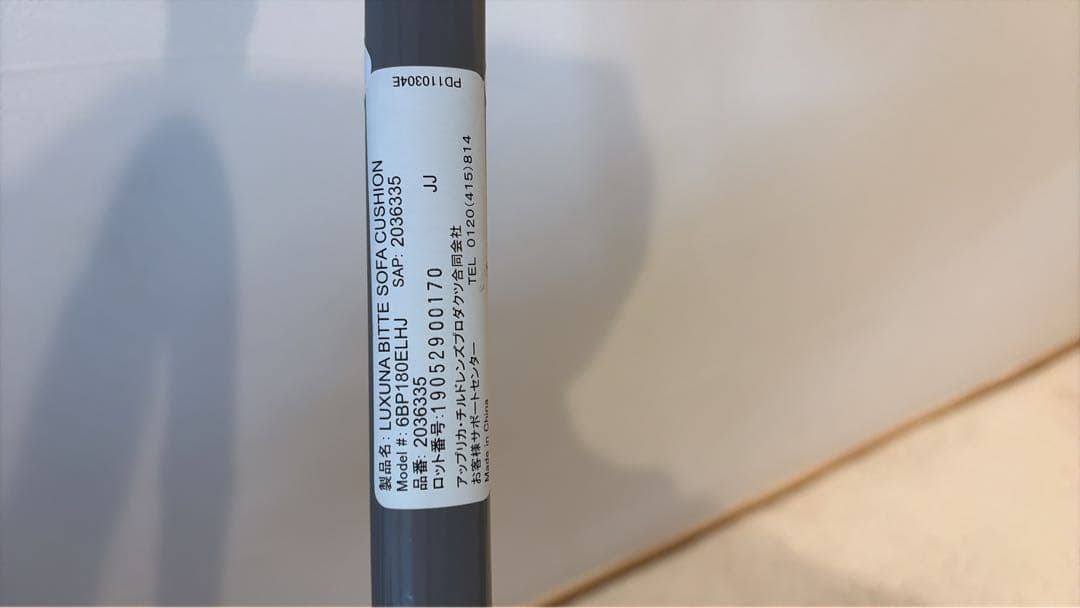 製品名: LUXUNA BITTE SOFA CUSHION
Model #: 6BP180ELHJ SAP: 2036335
品番: 2036335 JJ
ロット番号:19052900170
アップリカ・チルドレンズプロダクツ合同会社
お客様サポートセンター TEL 0120(415)814
Made in China
PD110304E